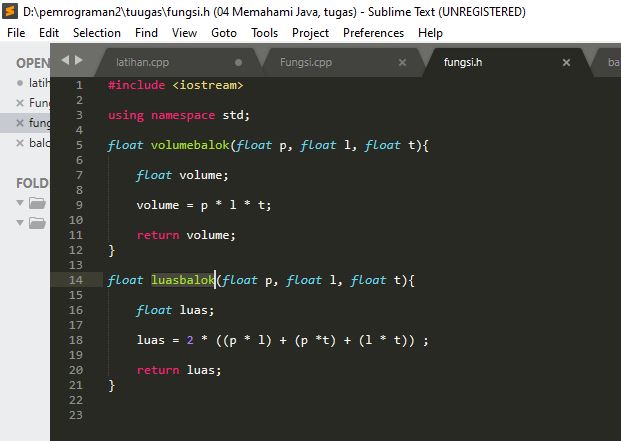 D:\pemrograman2\tuugas\fungsi.h (04 Memahami Java, tugas) - Sublime Text (UNREGISTERED)
File Edit Selection Find View Goto Tools Project Preferences Help
OPEN
latihan.cpp Fungsi.cpp fungsi.h ba
latih
Fun
fung
balo
FOLD
1 #include <iostream>
2
3 using namespace std;
4
5 float volumebalok(float p, float l, float t){
6
7 float volume;
8
9 volume = p * l * t;
10
11 return volume;
12 }
13
14 float luasbalok(float p, float l, float t){
15
16 float luas;
17
18 luas = 2 * ((p * l) + (p *t) + (l * t)) ;
19
20 return luas;
21 }
22
23